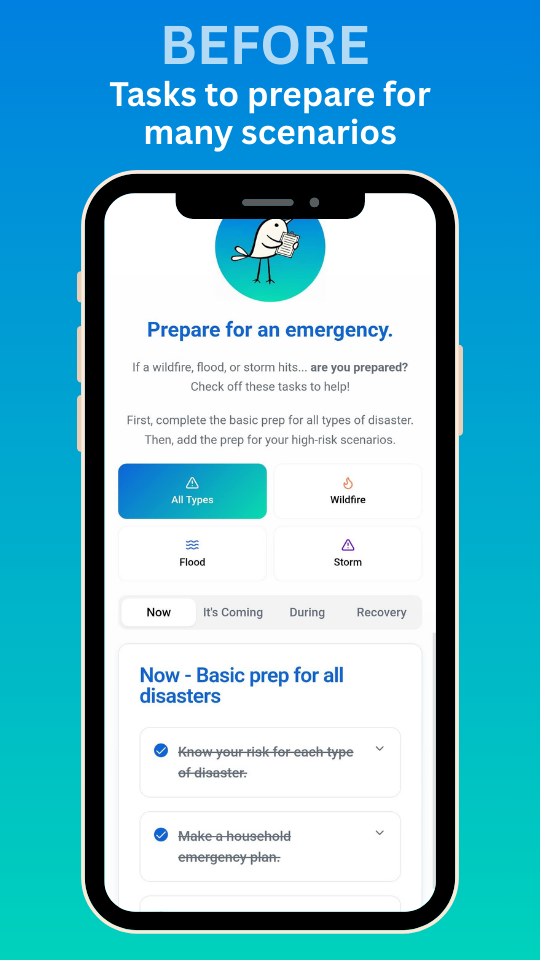 BEFORE
Tasks to prepare for
many scenarios
Prepare for an emergency.
If a wildfire, flood, or storm hits... are you prepared?
Check off these tasks to help!
First, complete the basic prep for all types of disaster.
Then, add the prep for your high-risk scenarios.
All Types
Wildfire
Flood
Storm
Now
It's Coming
During
Recovery
Now - Basic prep for all
disasters
Know your risk for each type
of disaster.
Make a household
emergency plan.